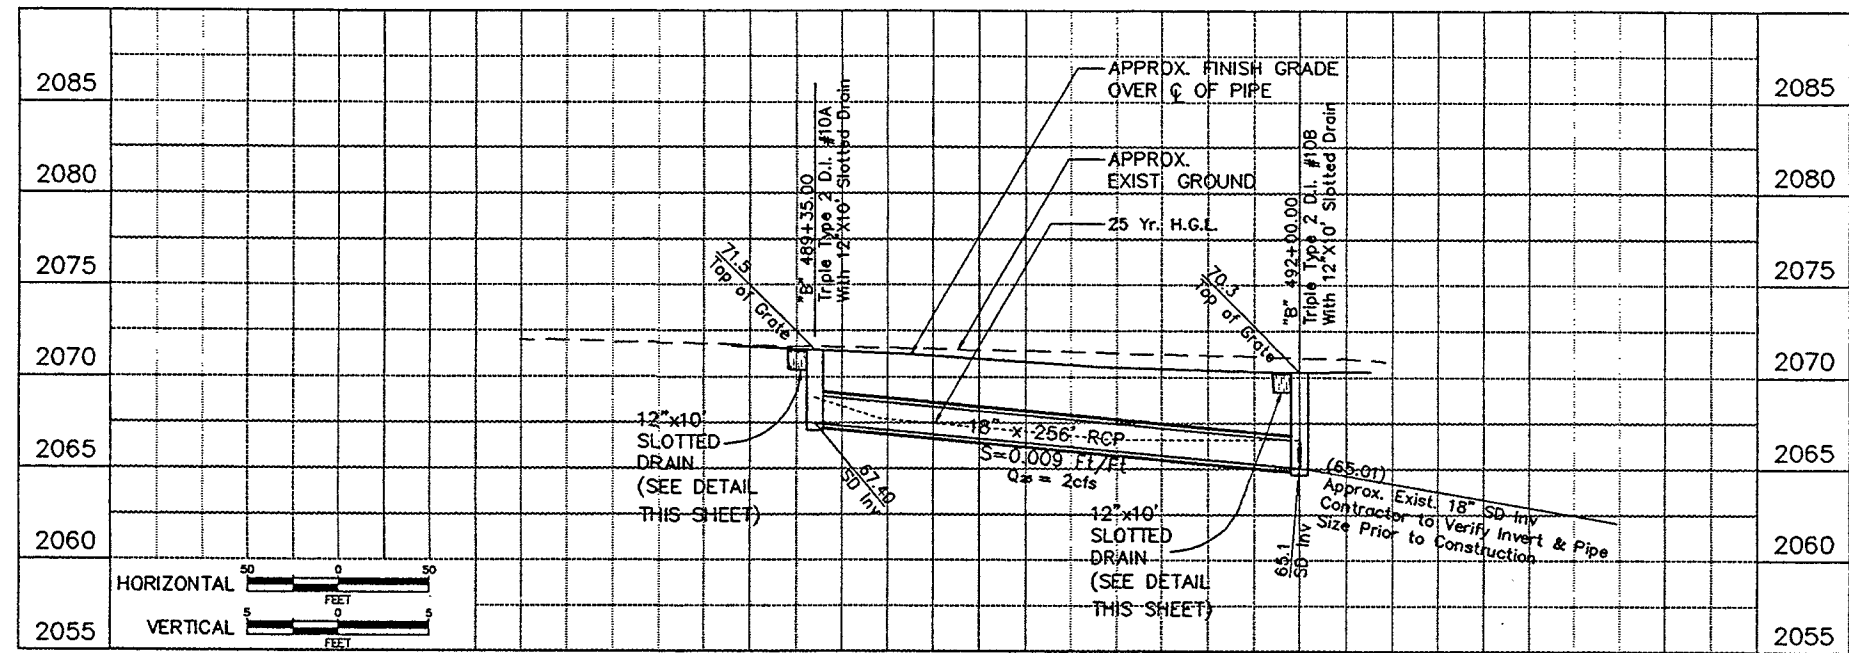 2085
2080
2075
2070
2065
2060
2055
2085
2080
2075
2070
2065
2060
2055
APPROX. FINISH GRADE
OVER ℄ OF PIPE
APPROX.
EXIST. GROUND
25 Yr. H.G.L.
"B" 489+35.00
Triple Type 2 D.I. #10A
With 12"X10' Slotted Drain
71.5
Top of Grate
"B" 492+00.00
Triple Type 2 D.I. #10B
With 12"X10' Slotted Drain
70.3
Top of Grate
12"x10'
SLOTTED
DRAIN
(SEE DETAIL
THIS SHEET)
67.40
SD Inv
18" x 256' RCP
S=0.009 Ft/Ft
Q25 = 2cfs
12"x10'
SLOTTED
DRAIN
(SEE DETAIL
THIS SHEET)
65.1
SD Inv
(65.01)
Approx. Exist. 18" SD Inv
Contractor to Verify Invert & Pipe
Size Prior to Construction
HORIZONTAL
50 0 50
FEET
VERTICAL
5 0 5
FEET